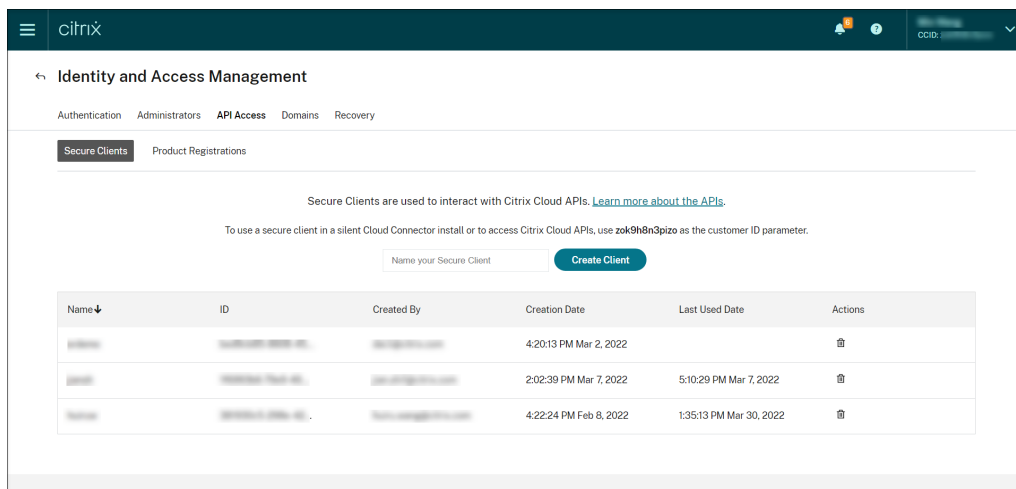 citrix
6
?
CCID:
Identity and Access Management
Authentication Administrators API Access Domains Recovery
Secure Clients Product Registrations
Secure Clients are used to interact with Citrix Cloud APIs. Learn more about the APIs.
To use a secure client in a silent Cloud Connector install or to access Citrix Cloud APIs, use zok9h8n3pizo as the customer ID parameter.
Name your Secure Client Create Client
Name ID Created By Creation Date Last Used Date Actions
4:20:13 PM Mar 2, 2022
2:02:39 PM Mar 7, 2022 5:10:29 PM Mar 7, 2022
4:22:24 PM Feb 8, 2022 1:35:13 PM Mar 30, 2022